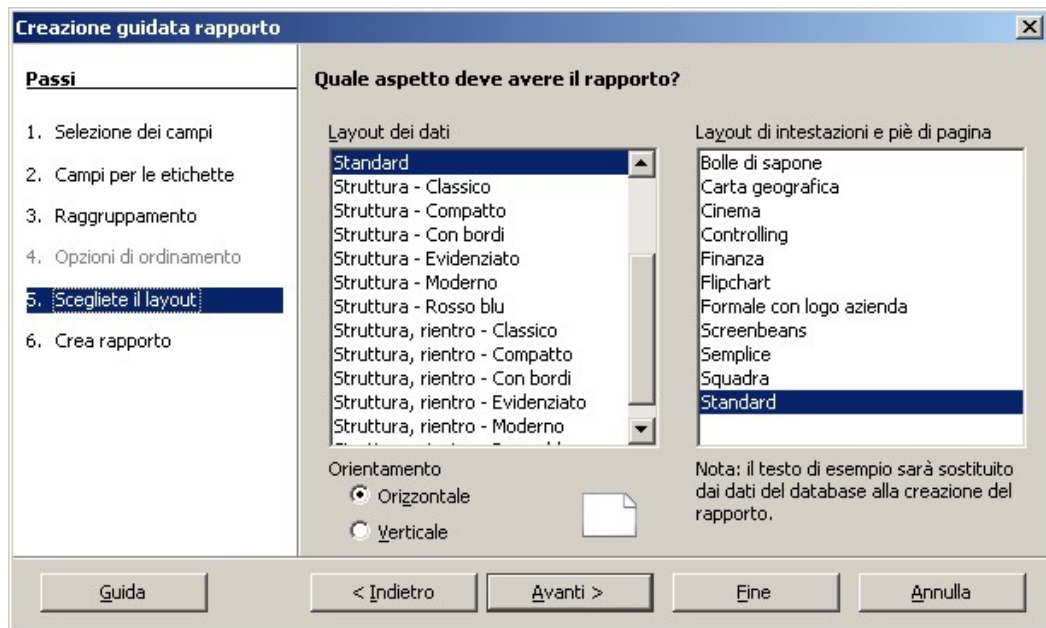 Creazione guidata rapporto
Passi
1. Selezione dei campi
2. Campi per le etichette
3. Raggruppamento
4. Opzioni di ordinamento
5. Scegliete il layout
6. Crea rapporto
Quale aspetto deve avere il rapporto?
Layout dei dati
Standard
Struttura - Classico
Struttura - Compatto
Struttura - Con bordi
Struttura - Evidenziato
Struttura - Moderno
Struttura - Rosso blu
Struttura, rientro - Classico
Struttura, rientro - Compatto
Struttura, rientro - Con bordi
Struttura, rientro - Evidenziato
Struttura, rientro - Moderno
Layout di intestazioni e piè di pagina
Bolle di sapone
Carta geografica
Cinema
Controlling
Finanza
Flipchart
Formale con logo azienda
Screenbeans
Semplice
Squadra
Standard
Orientamento
Orizzontale
Verticale
Nota: il testo di esempio sarà sostituito
dai dati del database alla creazione del
rapporto.
Guida
< Indietro
Avanti >
Fine
Annulla